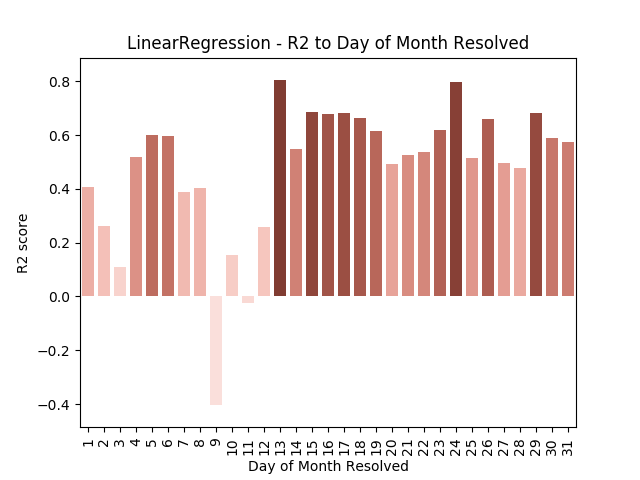 LinearRegression - R2 to Day of Month Resolved
R2 score
0.8
0.6
0.4
0.2
0.0
−0.2
−0.4
1 2 3 4 5 6 7 8 9 10 11 12 13 14 15 16 17 18 19 20 21 22 23 24 25 26 27 28 29 30 31
Day of Month Resolved